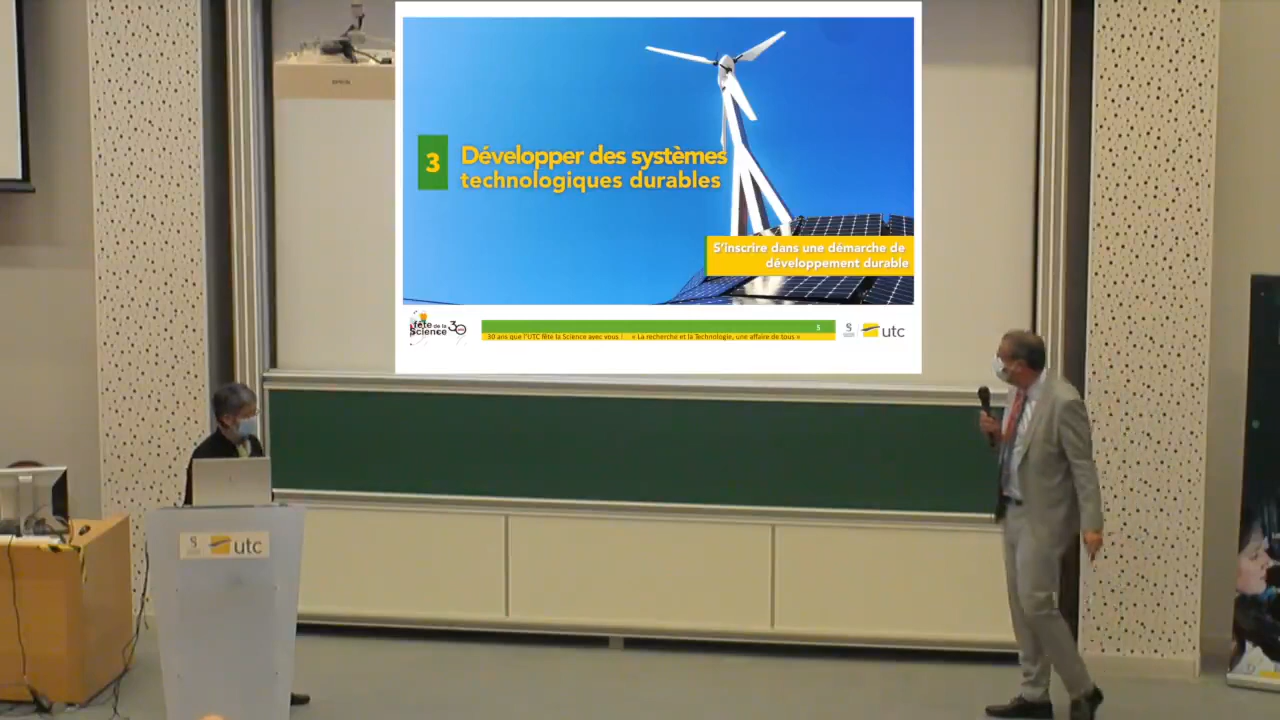 EPSON
3
Développer des systèmes
technologiques durables
S'inscrire dans une démarche de
développement durable
fête de la
Science 30
5
30 ans que l'UTC fête la Science avec vous ! « La recherche et la Technologie, une affaire de tous »
utc
utc